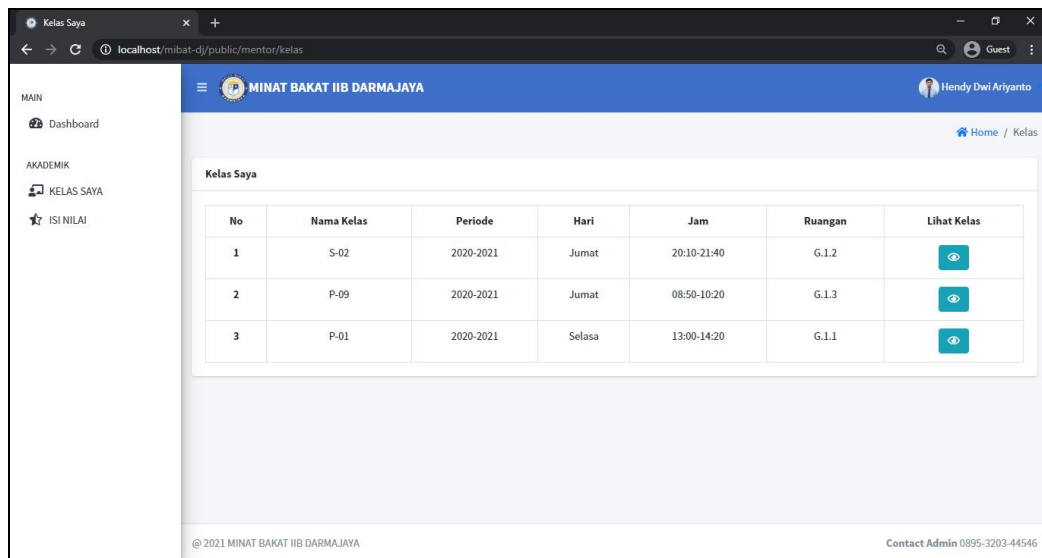 Kelas Saya
localhost/mibat-dj/public/mentor/kelas
Guest
MINAT BAKAT IIB DARMAJAYA
Hendy Dwi Ariyanto
MAIN
Dashboard
AKADEMIK
KELAS SAYA
ISI NILAI
Home / Kelas
Kelas Saya
No Nama Kelas Periode Hari Jam Ruangan Lihat Kelas
1 S-02 2020-2021 Jumat 20:10-21:40 G.1.2
2 P-09 2020-2021 Jumat 08:50-10:20 G.1.3
3 P-01 2020-2021 Selasa 13:00-14:20 G.1.1
@ 2021 MINAT BAKAT IIB DARMAJAYA
Contact Admin 0895-3203-44546